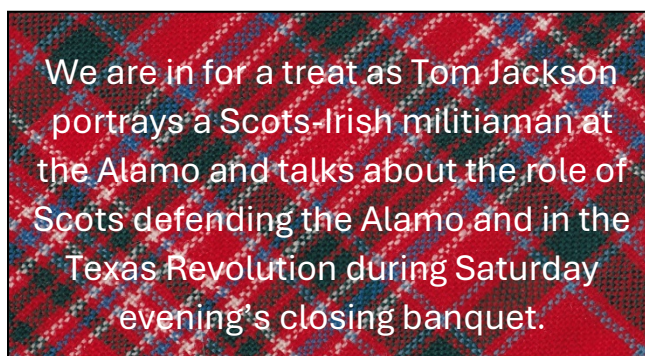 We are in for a treat as Tom Jackson
portrays a Scots-Irish militiaman at
the Alamo and talks about the role of
Scots defending the Alamo and in the
Texas Revolution during Saturday
evening’s closing banquet.